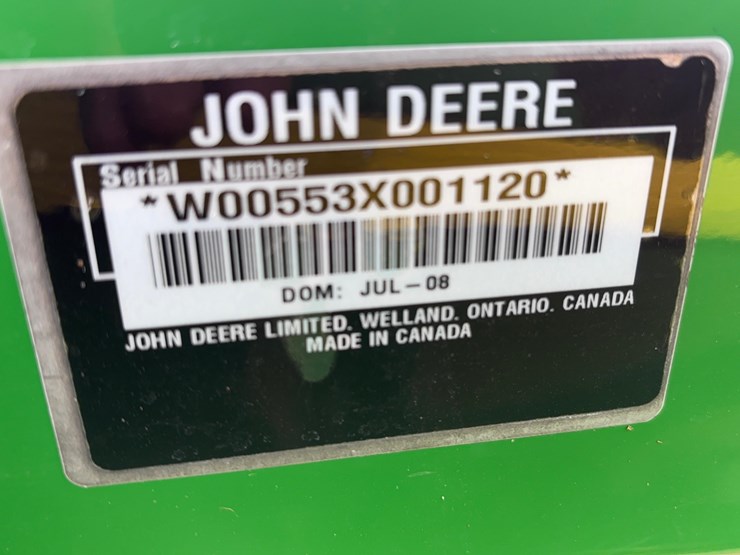 JOHN DEERE
Serial Number
*W00553X001120*
DOM: JUL-08
JOHN DEERE LIMITED. WELLAND. ONTARIO. CANADA
MADE IN CANADA